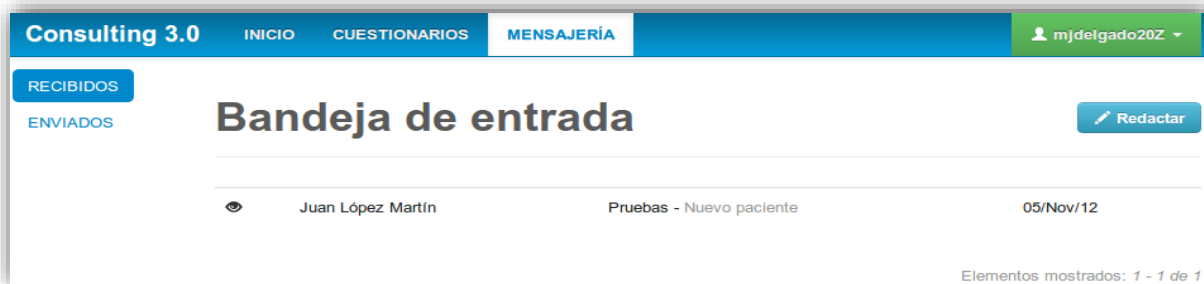 Consulting 3.0 INICIO CUESTIONARIOS MENSAJERÍA mjdelgado20Z
RECIBIDOS
ENVIADOS
Bandeja de entrada
Redactar
Juan López Martín Pruebas - Nuevo paciente 05/Nov/12
Elementos mostrados: 1 - 1 de 1